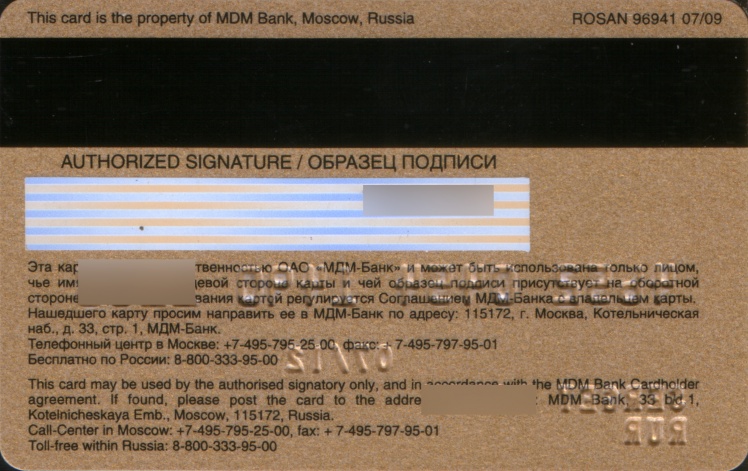 This card is the property of MDM Bank, Moscow, Russia
ROSAN 96941 07/09
AUTHORIZED SIGNATURE / ОБРАЗЕЦ ПОДПИСИ
Эта кар твенностью ОАО «МДМ-Банк» и может быть использована только лицом,
чье им евой стороне карты и чей образец подписи присутствует на оборотной
стороне вания картой регулируется Соглашением МДМ-Банка с владельцем карты.
Нашедшего карту просим направить ее в МДМ-Банк по адресу: 115172, г. Москва, Котельническая
наб., д. 33, стр. 1, МДМ-Банк.
Телефонный центр в Москве: +7-495-795-25-00, факс: + 7-495-797-95-01
Бесплатно по России: 8-800-333-95-00
07/12
This card may be used by the authorised signatory only, and in accordance with the MDM Bank Cardholder
agreement. If found, please post the card to the addre : MDM Bank, 33 bld 1,
Kotelnicheskaya Emb., Moscow, 115172, Russia.
Call-Center in Moscow: +7-495-795-25-00, fax: + 7-495-797-95-01
RUR
Toll-free within Russia: 8-800-333-95-00